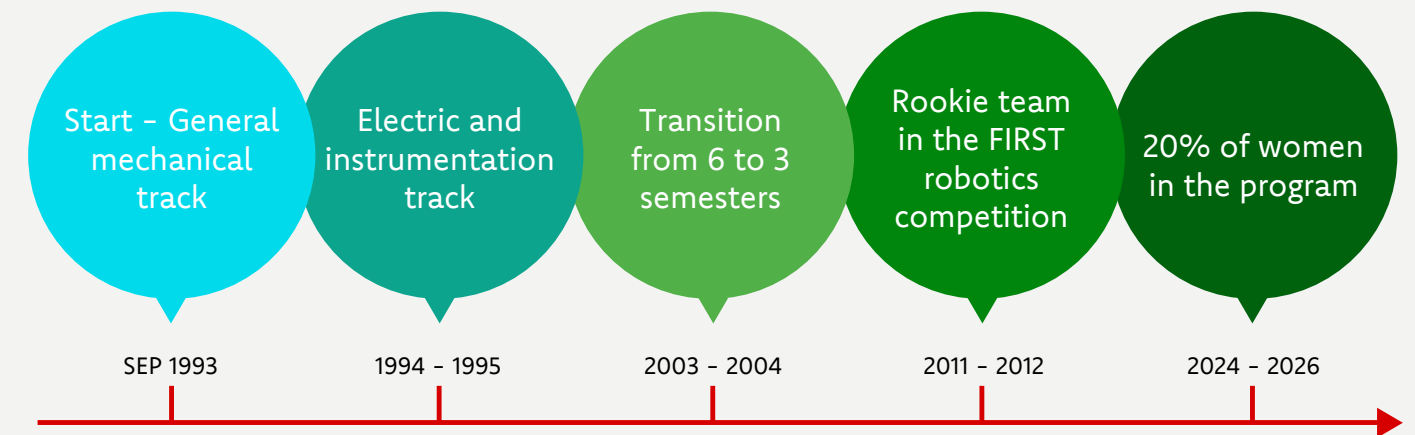 Start – General
mechanical
track
Electric and
instrumentation
track
Transition
from 6 to 3
semesters
Rookie team
in the FIRST
robotics
competition
20% of women
in the program
SEP 1993
1994 – 1995
2003 – 2004
2011 – 2012
2024 – 2026